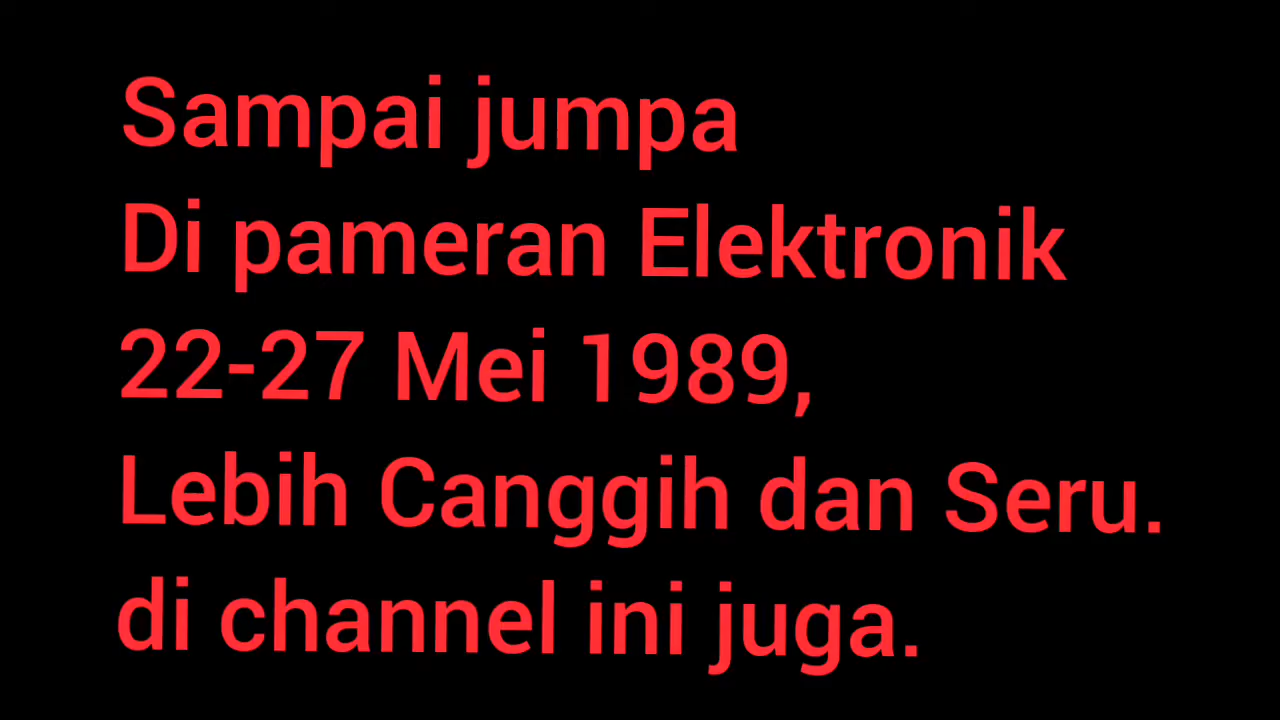 Sampai jumpa
Di pameran Elektronik
22-27 Mei 1989,
Lebih Canggih dan Seru.
di channel ini juga.